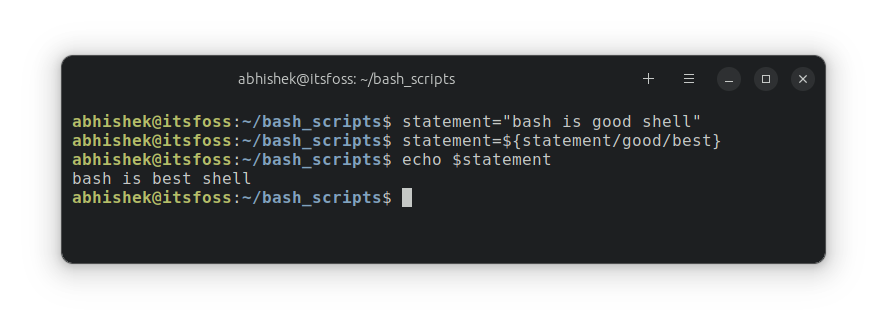 abhishek@itsfoss: ~/bash_scripts
abhishek@itsfoss:~/bash_scripts$ statement="bash is good shell"
abhishek@itsfoss:~/bash_scripts$ statement=${statement/good/best}
abhishek@itsfoss:~/bash_scripts$ echo $statement
bash is best shell
abhishek@itsfoss:~/bash_scripts$